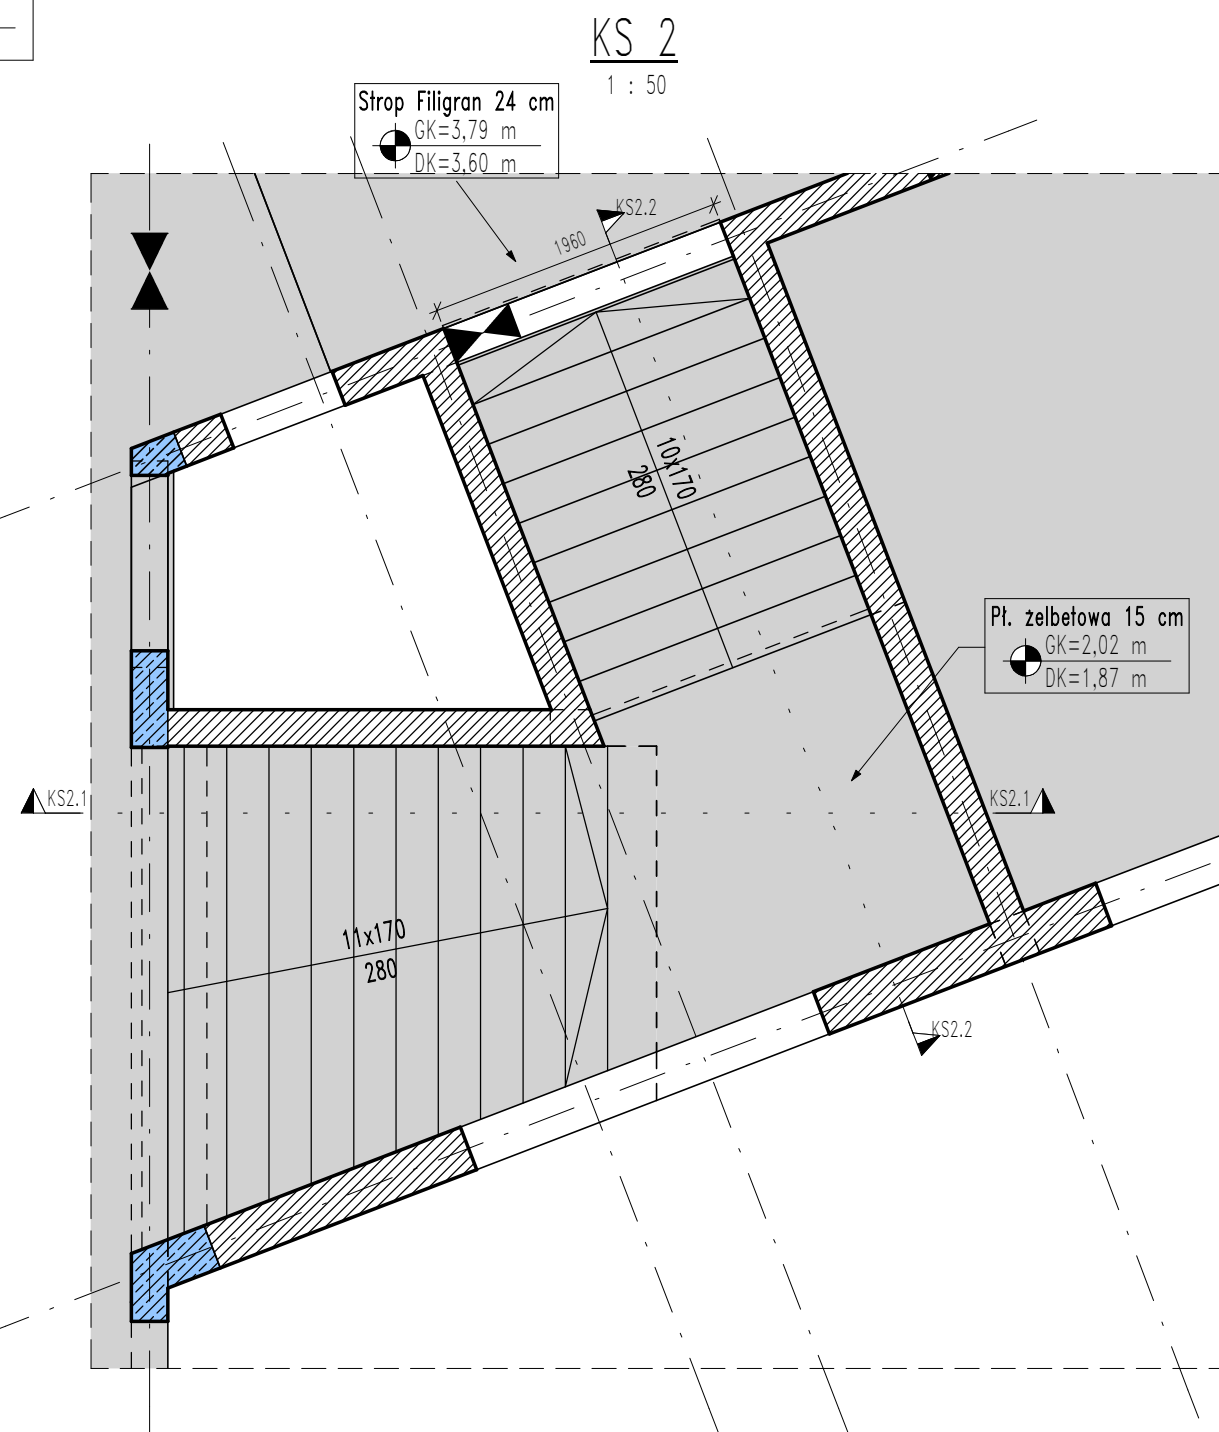 KS 2
1 : 50
Strop Filigran 24 cm
GK=3,79 m
DK=3,60 m
KS2.2
1960
10x170
280
Pł. żelbetowa 15 cm
GK=2,02 m
DK=1,87 m
KS2.1
KS2.1
11x170
280
KS2.2